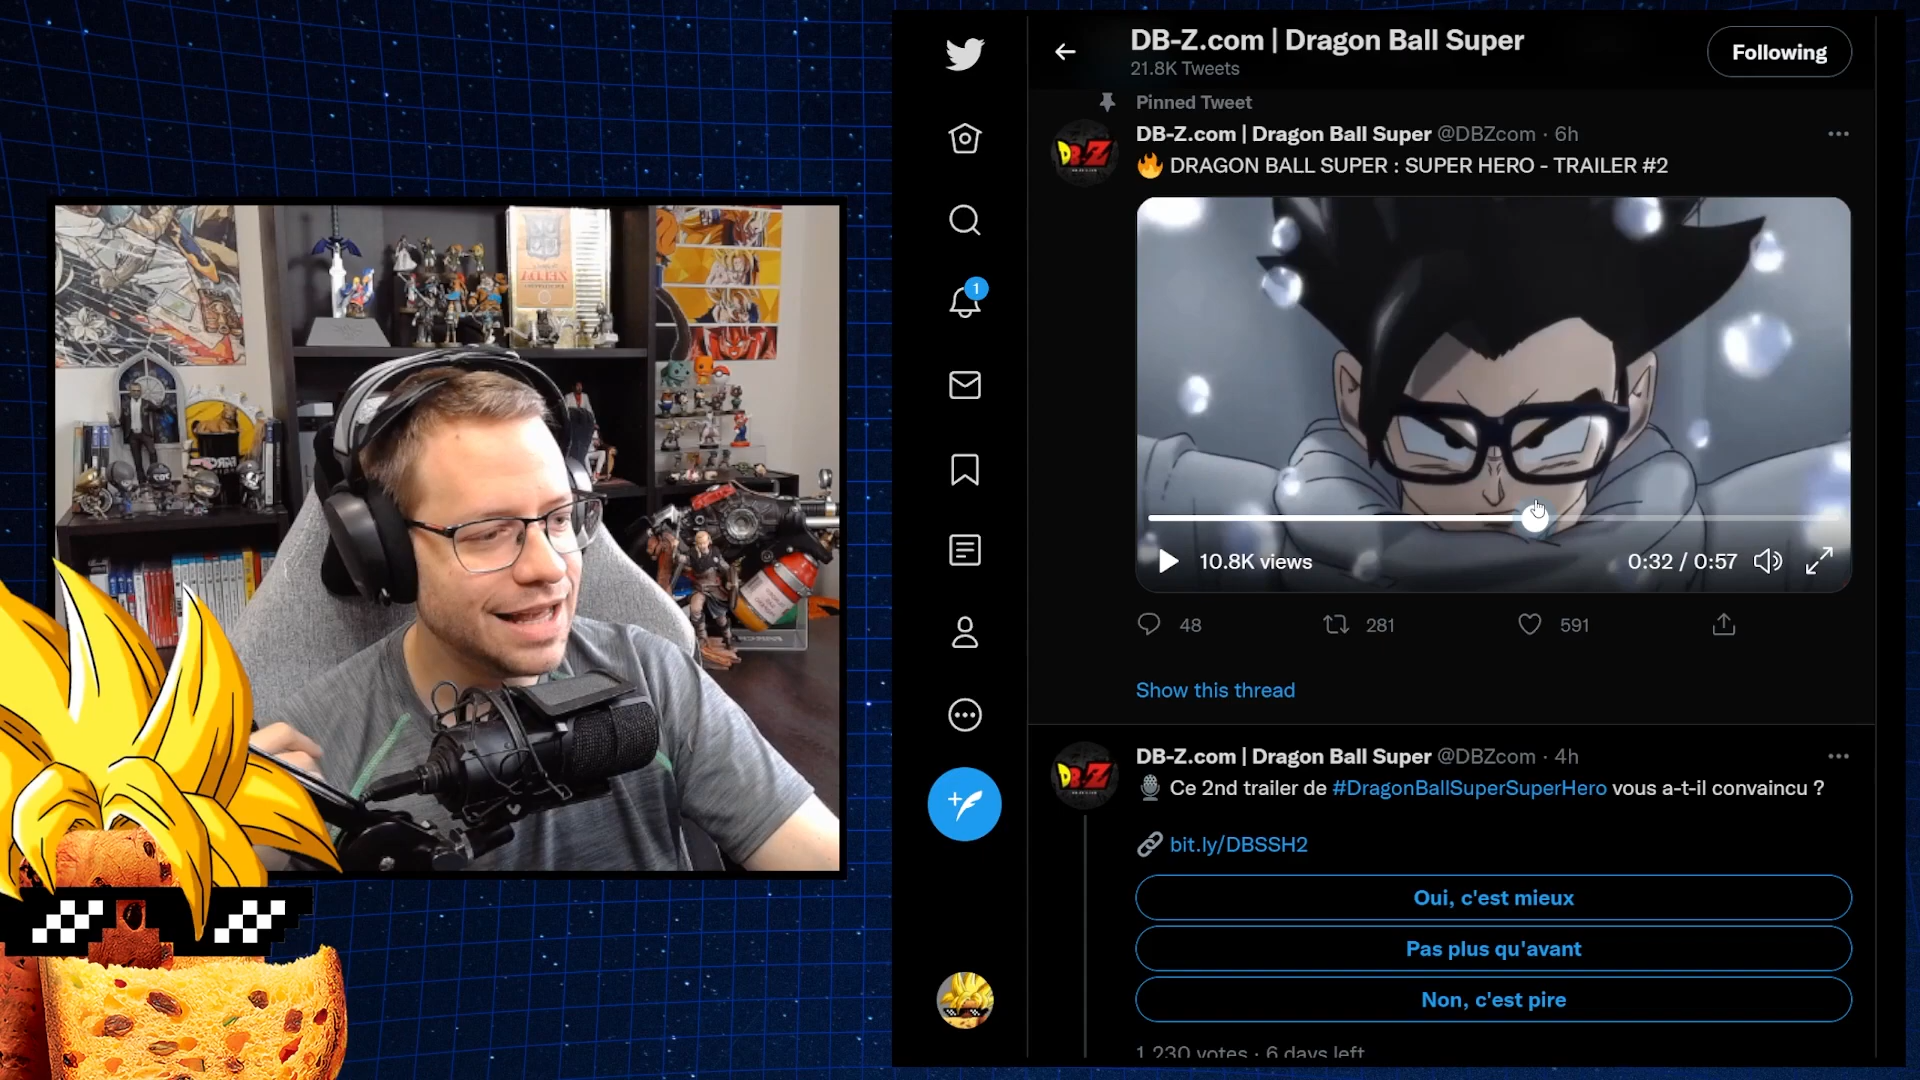 DB-Z.com | Dragon Ball Super
21.8K Tweets
Following
Pinned Tweet
DB-Z.com | Dragon Ball Super @DBZcom · 6h
🔥 DRAGON BALL SUPER : SUPER HERO - TRAILER #2
1
10.8K views
0:32 / 0:57
48
281
591
Show this thread
DB-Z.com | Dragon Ball Super @DBZcom · 4h
🎙 Ce 2nd trailer de #DragonBallSuperSuperHero vous a-t-il convaincu ?
🔗 bit.ly/DBSSH2
Oui, c'est mieux
Pas plus qu'avant
Non, c'est pire
1,230 votes · 6 days left
DB-Z
DB-Z
ZELDA